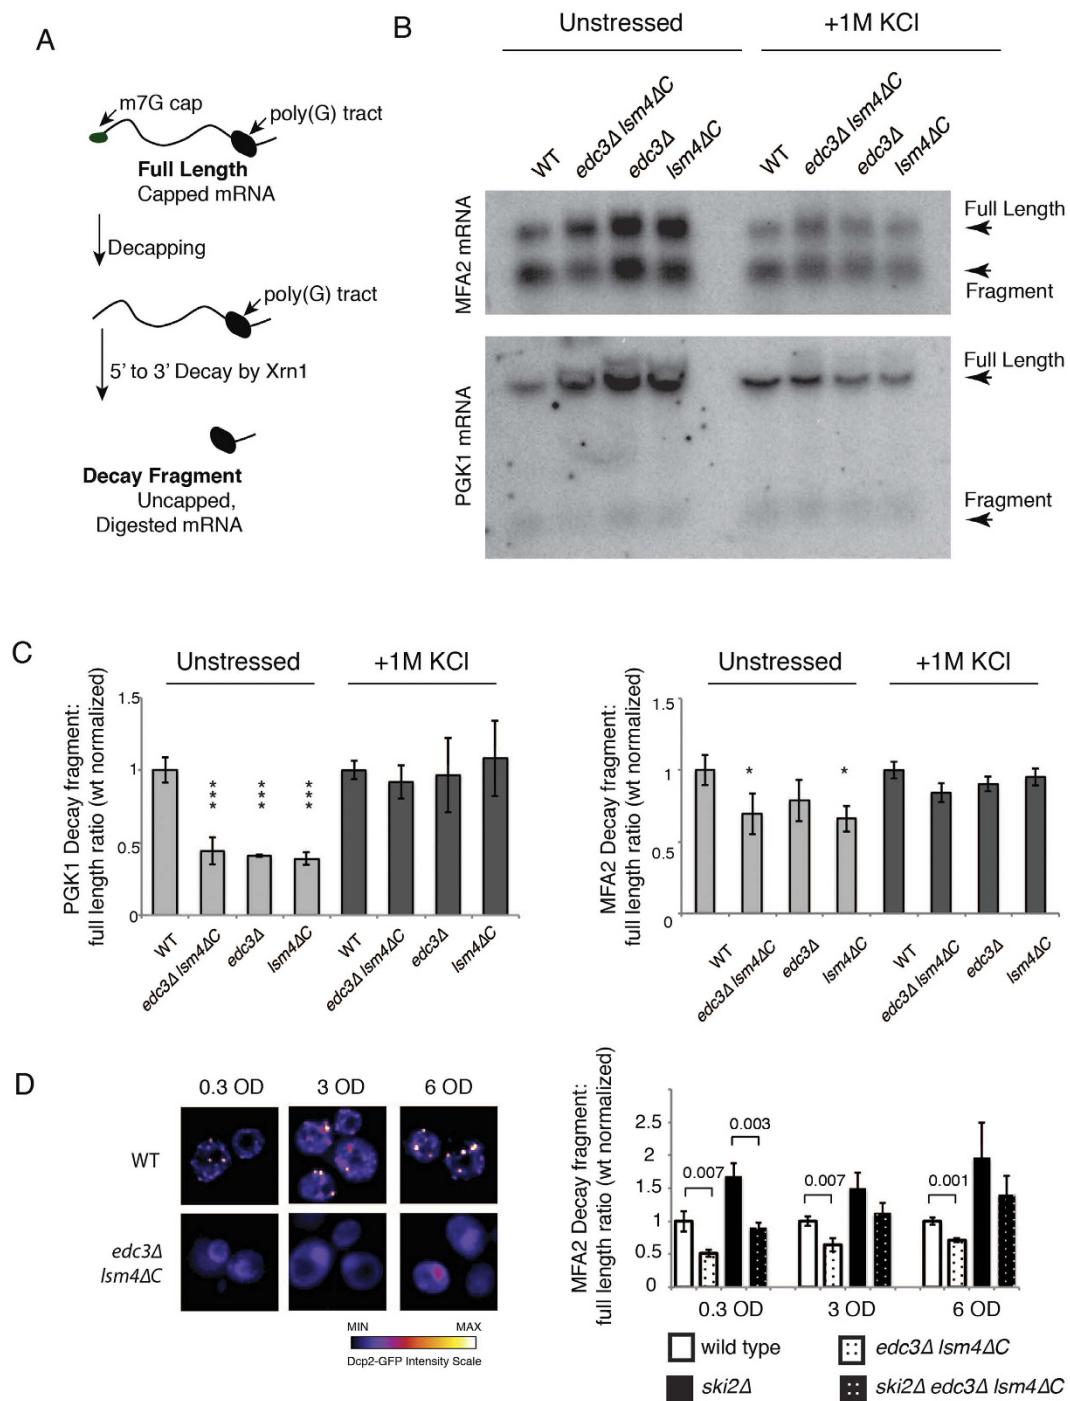 A
m7G cap
poly(G) tract
Full Length
Capped mRNA
Decapping
poly(G) tract
5' to 3' Decay by Xrn1
Decay Fragment
Uncapped,
Digested mRNA
B
Unstressed
+1M KCl
WT
edc3Δ lsm4ΔC
edc3Δ
lsm4ΔC
WT
edc3Δ lsm4ΔC
edc3Δ
lsm4ΔC
MFA2 mRNA
Full Length
Fragment
PGK1 mRNA
Full Length
Fragment
C
Unstressed
+1M KCl
PGK1 Decay fragment:
full length ratio (wt normalized)
1.5
1
0.5
0
***
***
***
WT
edc3Δ lsm4ΔC
edc3Δ
lsm4ΔC
WT
edc3Δ lsm4ΔC
edc3Δ
lsm4ΔC
Unstressed
+1M KCl
MFA2 Decay fragment:
full length ratio (wt normalized)
1.5
1
0.5
0
*
*
WT
edc3Δ lsm4ΔC
edc3Δ
lsm4ΔC
WT
edc3Δ lsm4ΔC
edc3Δ
lsm4ΔC
D
0.3 OD
3 OD
6 OD
WT
edc3Δ
lsm4ΔC
MIN
MAX
Dcp2-GFP Intensity Scale
MFA2 Decay fragment:
full length ratio (wt normalized)
2.5
2
1.5
1
0.5
0
0.007
0.003
0.007
0.001
0.3 OD
3 OD
6 OD
wild type
edc3Δ lsm4ΔC
ski2Δ
ski2Δ edc3Δ lsm4ΔC